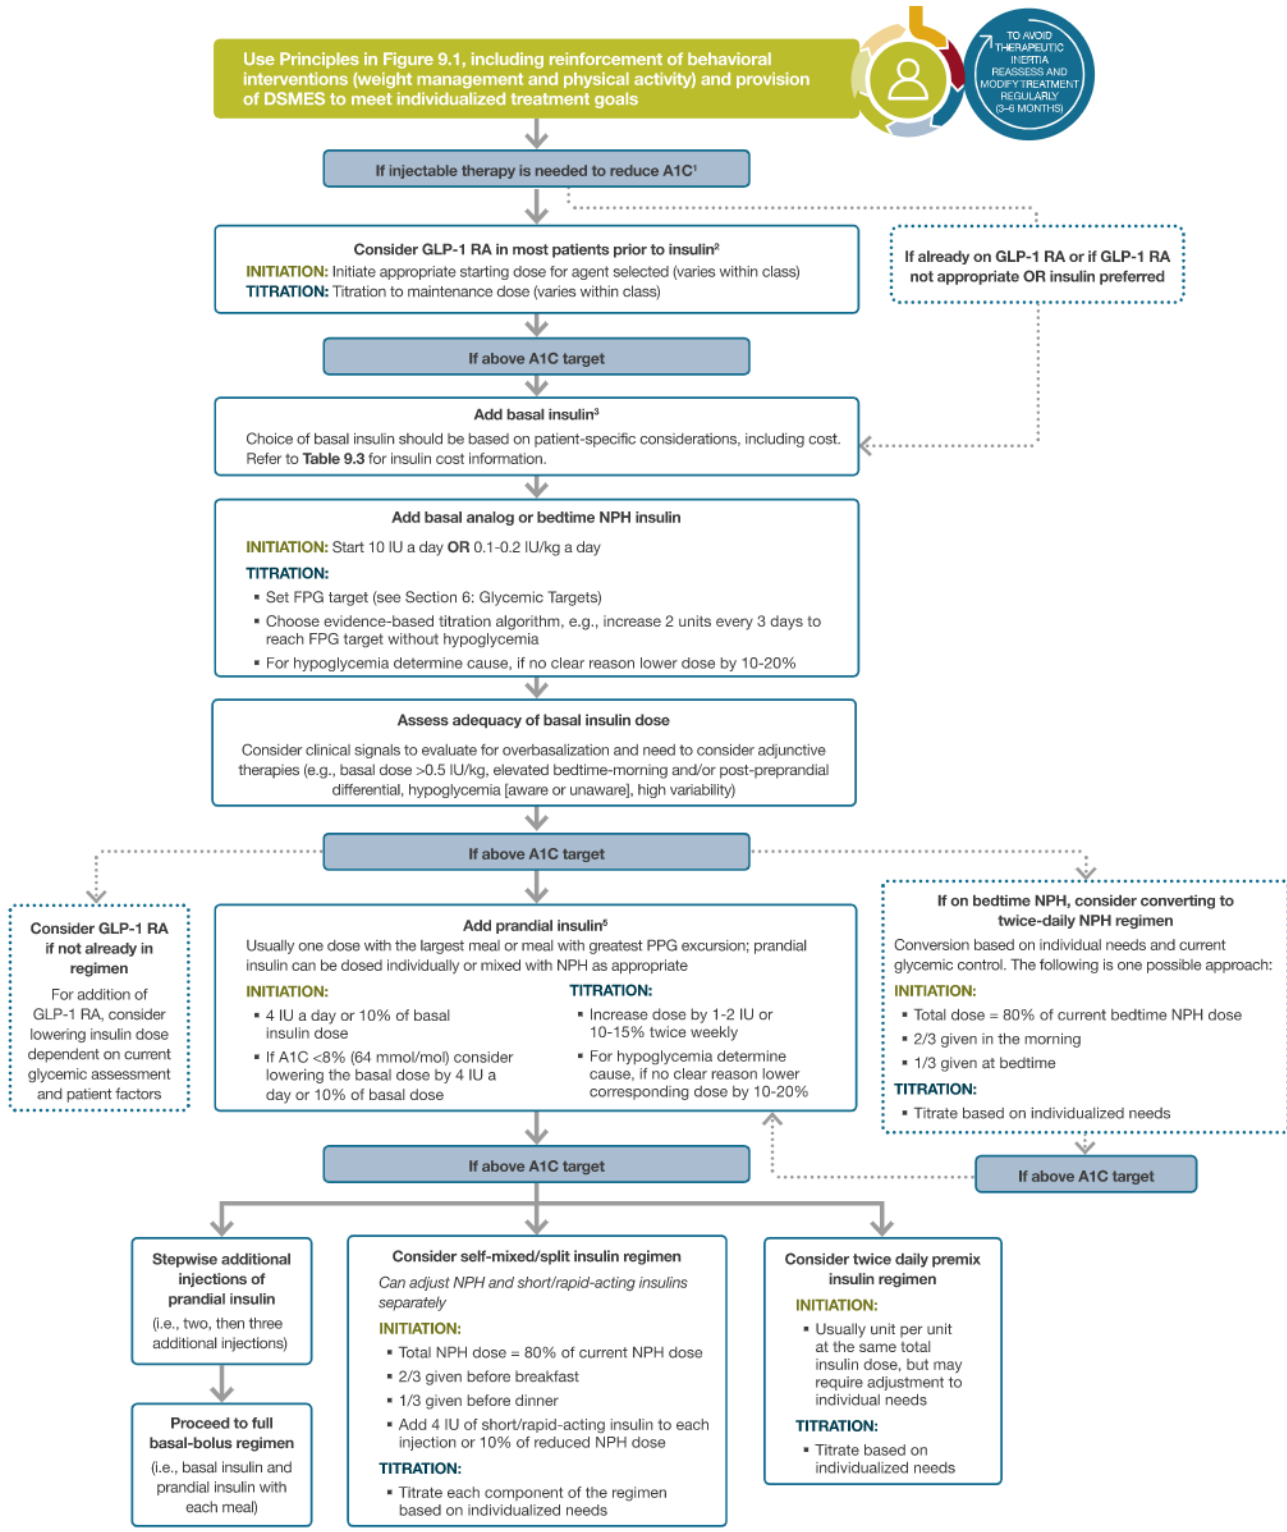 Use Principles in Figure 9.1, including reinforcement of behavioral
interventions (weight management and physical activity) and provision
of DSMES to meet individualized treatment goals
TO AVOID
THERAPEUTIC
INERTIA
REASSESS AND
MODIFY TREATMENT
REGULARLY
(3–6 MONTHS)
If injectable therapy is needed to reduce A1C¹
Consider GLP-1 RA in most patients prior to insulin²
INITIATION: Initiate appropriate starting dose for agent selected (varies within class)
TITRATION: Titration to maintenance dose (varies within class)
If already on GLP-1 RA or if GLP-1 RA
not appropriate OR insulin preferred
If above A1C target
Add basal insulin³
Choice of basal insulin should be based on patient-specific considerations, including cost.
Refer to Table 9.3 for insulin cost information.
Add basal analog or bedtime NPH insulin
INITIATION: Start 10 IU a day OR 0.1-0.2 IU/kg a day
TITRATION:
▪ Set FPG target (see Section 6: Glycemic Targets)
▪ Choose evidence-based titration algorithm, e.g., increase 2 units every 3 days to
reach FPG target without hypoglycemia
▪ For hypoglycemia determine cause, if no clear reason lower dose by 10-20%
Assess adequacy of basal insulin dose
Consider clinical signals to evaluate for overbasalization and need to consider adjunctive
therapies (e.g., basal dose >0.5 IU/kg, elevated bedtime-morning and/or post-preprandial
differential, hypoglycemia [aware or unaware], high variability)
If above A1C target
Consider GLP-1 RA
if not already in
regimen
For addition of
GLP-1 RA, consider
lowering insulin dose
dependent on current
glycemic assessment
and patient factors
Add prandial insulin⁵
Usually one dose with the largest meal or meal with greatest PPG excursion; prandial
insulin can be dosed individually or mixed with NPH as appropriate
INITIATION:
▪ 4 IU a day or 10% of basal
insulin dose
▪ If A1C <8% (64 mmol/mol) consider
lowering the basal dose by 4 IU a
day or 10% of basal dose
TITRATION:
▪ Increase dose by 1-2 IU or
10-15% twice weekly
▪ For hypoglycemia determine
cause, if no clear reason lower
corresponding dose by 10-20%
If on bedtime NPH, consider converting to
twice-daily NPH regimen
Conversion based on individual needs and current
glycemic control. The following is one possible approach:
INITIATION:
▪ Total dose = 80% of current bedtime NPH dose
▪ 2/3 given in the morning
▪ 1/3 given at bedtime
TITRATION:
▪ Titrate based on individualized needs
If above A1C target
If above A1C target
Stepwise additional
injections of
prandial insulin
(i.e., two, then three
additional injections)
Proceed to full
basal-bolus regimen
(i.e., basal insulin and
prandial insulin with
each meal)
Consider self-mixed/split insulin regimen
Can adjust NPH and short/rapid-acting insulins
separately
INITIATION:
▪ Total NPH dose = 80% of current NPH dose
▪ 2/3 given before breakfast
▪ 1/3 given before dinner
▪ Add 4 IU of short/rapid-acting insulin to each
injection or 10% of reduced NPH dose
TITRATION:
▪ Titrate each component of the regimen
based on individualized needs
Consider twice daily premix
insulin regimen
INITIATION:
▪ Usually unit per unit
at the same total
insulin dose, but may
require adjustment to
individual needs
TITRATION:
▪ Titrate based on
individualized needs